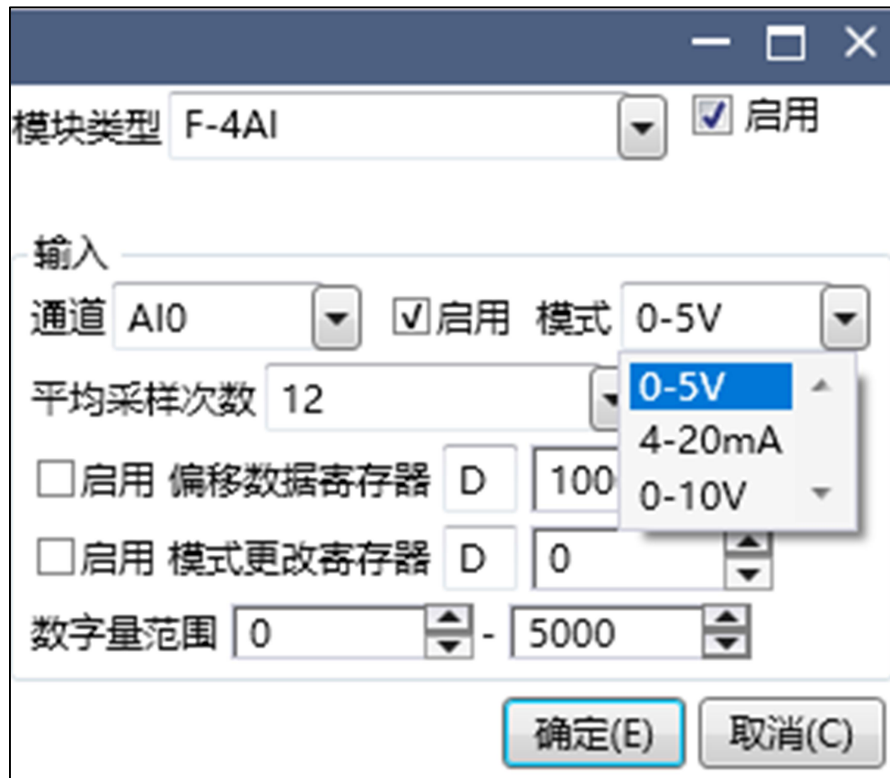 模块类型 F-4AI 启用
输入
通道 AI0 启用 模式 0-5V
平均采样次数 12
0-5V
4-20mA
0-10V
启用 偏移数据寄存器 D 100
启用 模式更改寄存器 D 0
数字量范围 0 - 5000
确定(E) 取消(C)